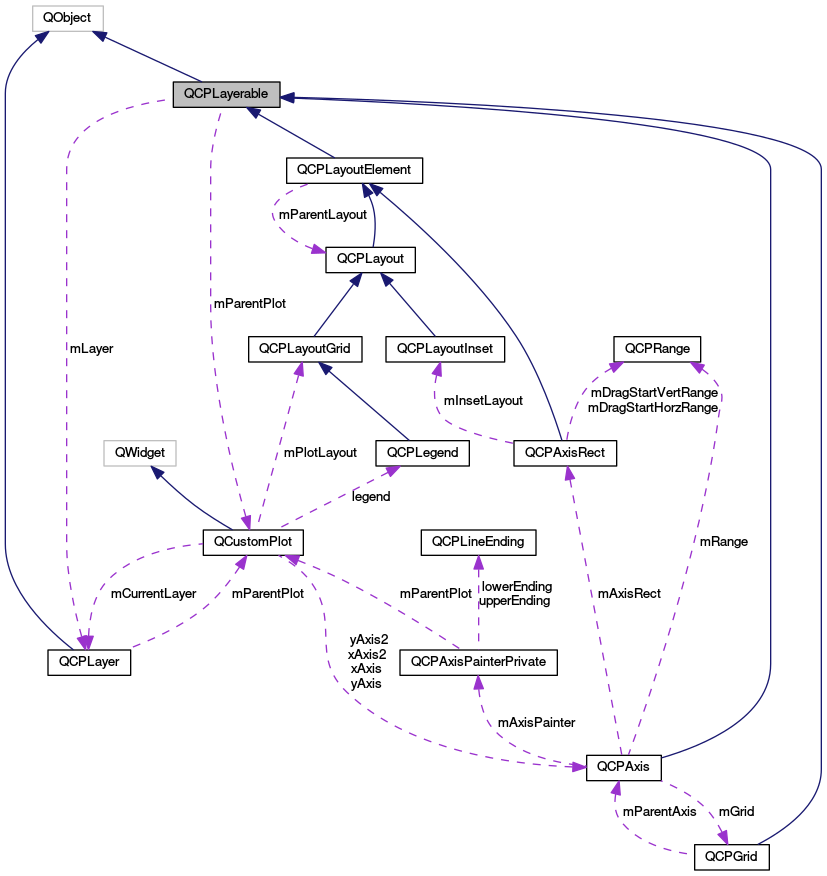 QObject
QCPLayerable
QCPLayoutElement
mParentLayout
QCPLayout
mParentPlot
mLayer
QCPLayoutGrid
QCPLayoutInset
QCPRange
mDragStartVertRange
mDragStartHorzRange
mInsetLayout
QWidget
mPlotLayout
QCPLegend
QCPAxisRect
legend
QCustomPlot
QCPLineEnding
mRange
mCurrentLayer
mParentPlot
mParentPlot
lowerEnding
upperEnding
mAxisRect
yAxis2
xAxis2
xAxis
yAxis
QCPLayer
QCPAxisPainterPrivate
mAxisPainter
QCPAxis
mParentAxis
mGrid
QCPGrid